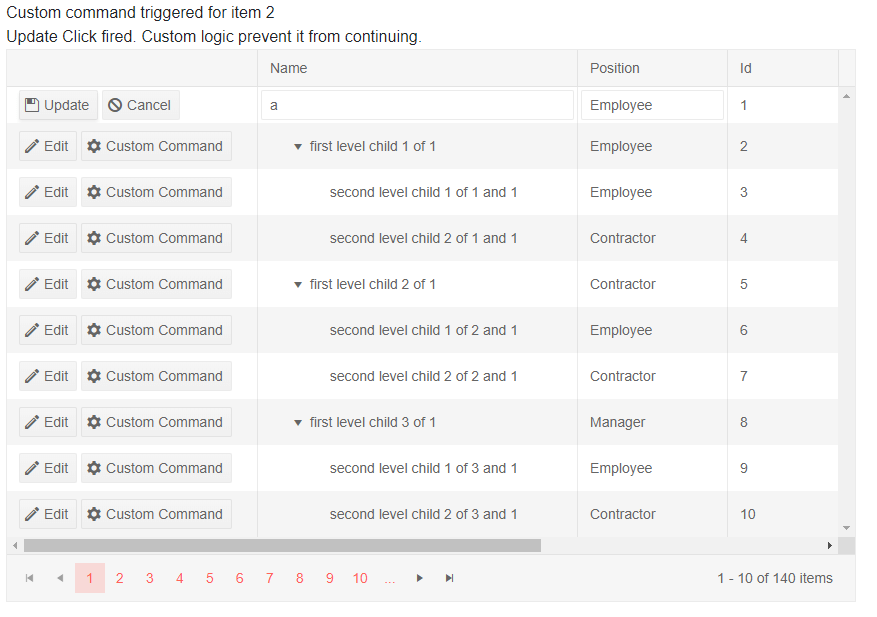 Custom command triggered for item 2
Update Click fired. Custom logic prevent it from continuing.
Name Position Id
Update Cancel a Employee 1
Edit Custom Command first level child 1 of 1 Employee 2
Edit Custom Command second level child 1 of 1 and 1 Employee 3
Edit Custom Command second level child 2 of 1 and 1 Contractor 4
Edit Custom Command first level child 2 of 1 Contractor 5
Edit Custom Command second level child 1 of 2 and 1 Employee 6
Edit Custom Command second level child 2 of 2 and 1 Contractor 7
Edit Custom Command first level child 3 of 1 Manager 8
Edit Custom Command second level child 1 of 3 and 1 Employee 9
Edit Custom Command second level child 2 of 3 and 1 Contractor 10
1 2 3 4 5 6 7 8 9 10 ... 1 - 10 of 140 items